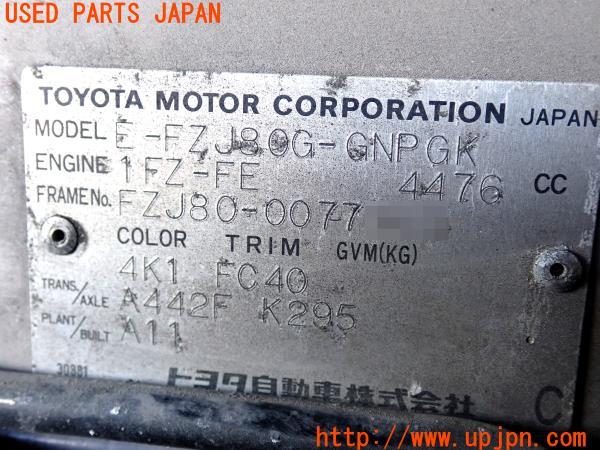 USED PARTS JAPAN
TOYOTA MOTOR CORPORATION JAPAN
MODEL E-FZJ80G-GNPGK
ENGINE 1FZ-FE 4476 CC
FRAME No. FZJ80-0077
COLOR TRIM GVM(KG)
4K1 FC40
TRANS./AXLE A442F K295
PLANT/BUILT A11
30881
トヨタ自動車株式会社 C
http://www.upjpn.com